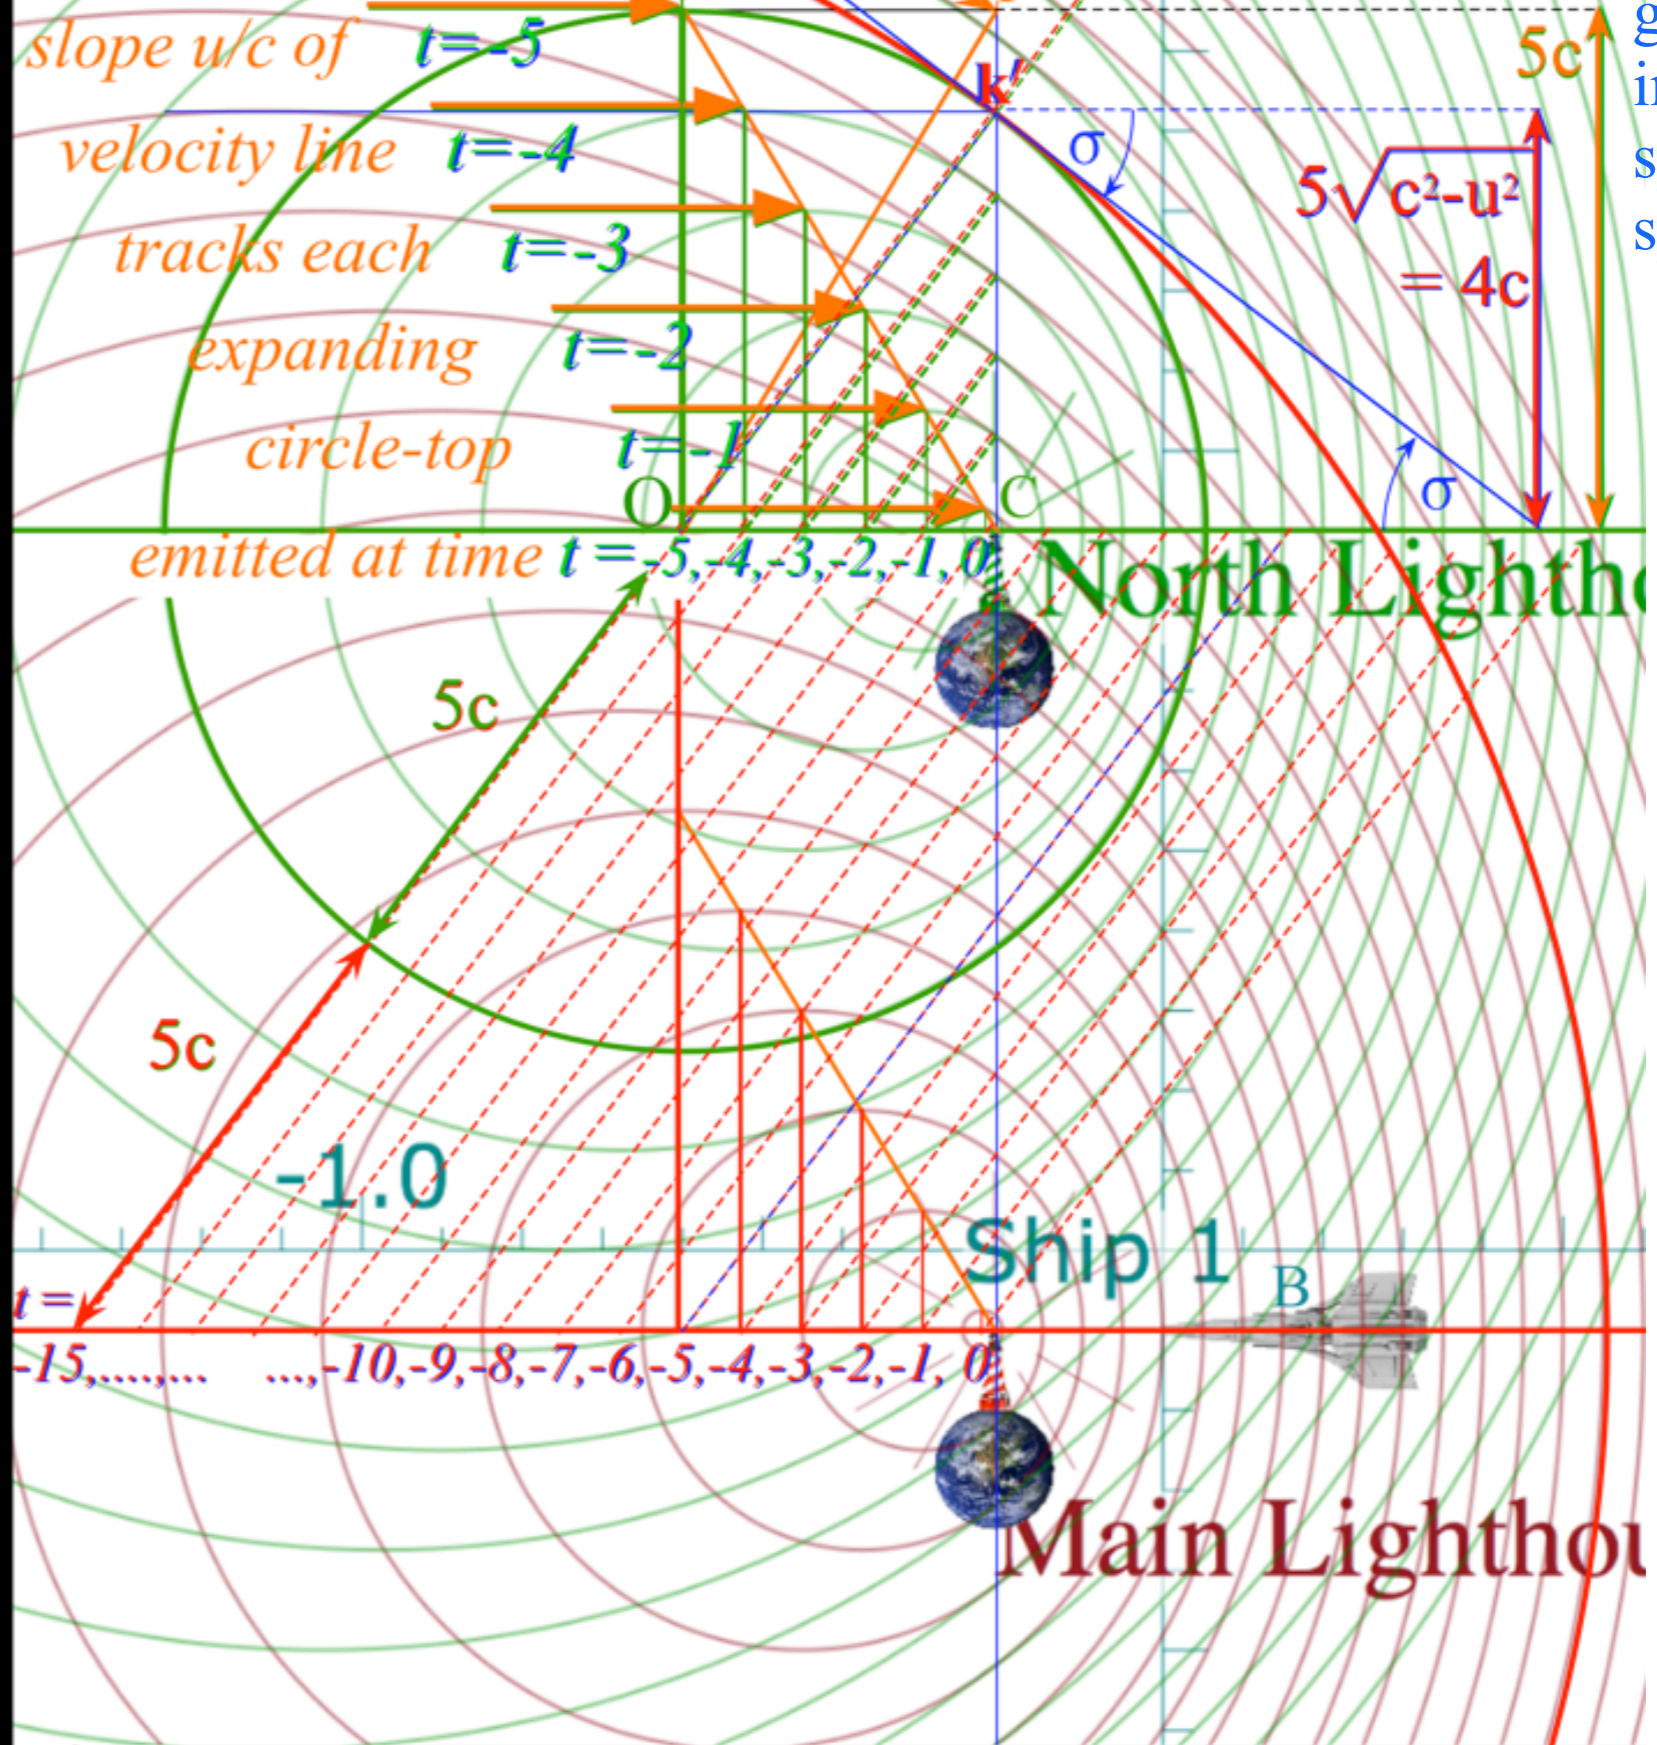 slope u/c of
t=-5
5c
g
k'
i
velocity line
t=-4
σ
5√c²-u²
= 4c
s
tracks each
t=-3
s
expanding
t=-2
circle-top
t=-1
σ
O
C
emitted at time t =-5,-4,-3,-2,-1, 0
North Lightho
5c
5c
-1.0
Ship 1
B
t =
-15,....,... ...,-10,-9,-8,-7,-6,-5,-4,-3,-2,-1, 0
Main Lighthou